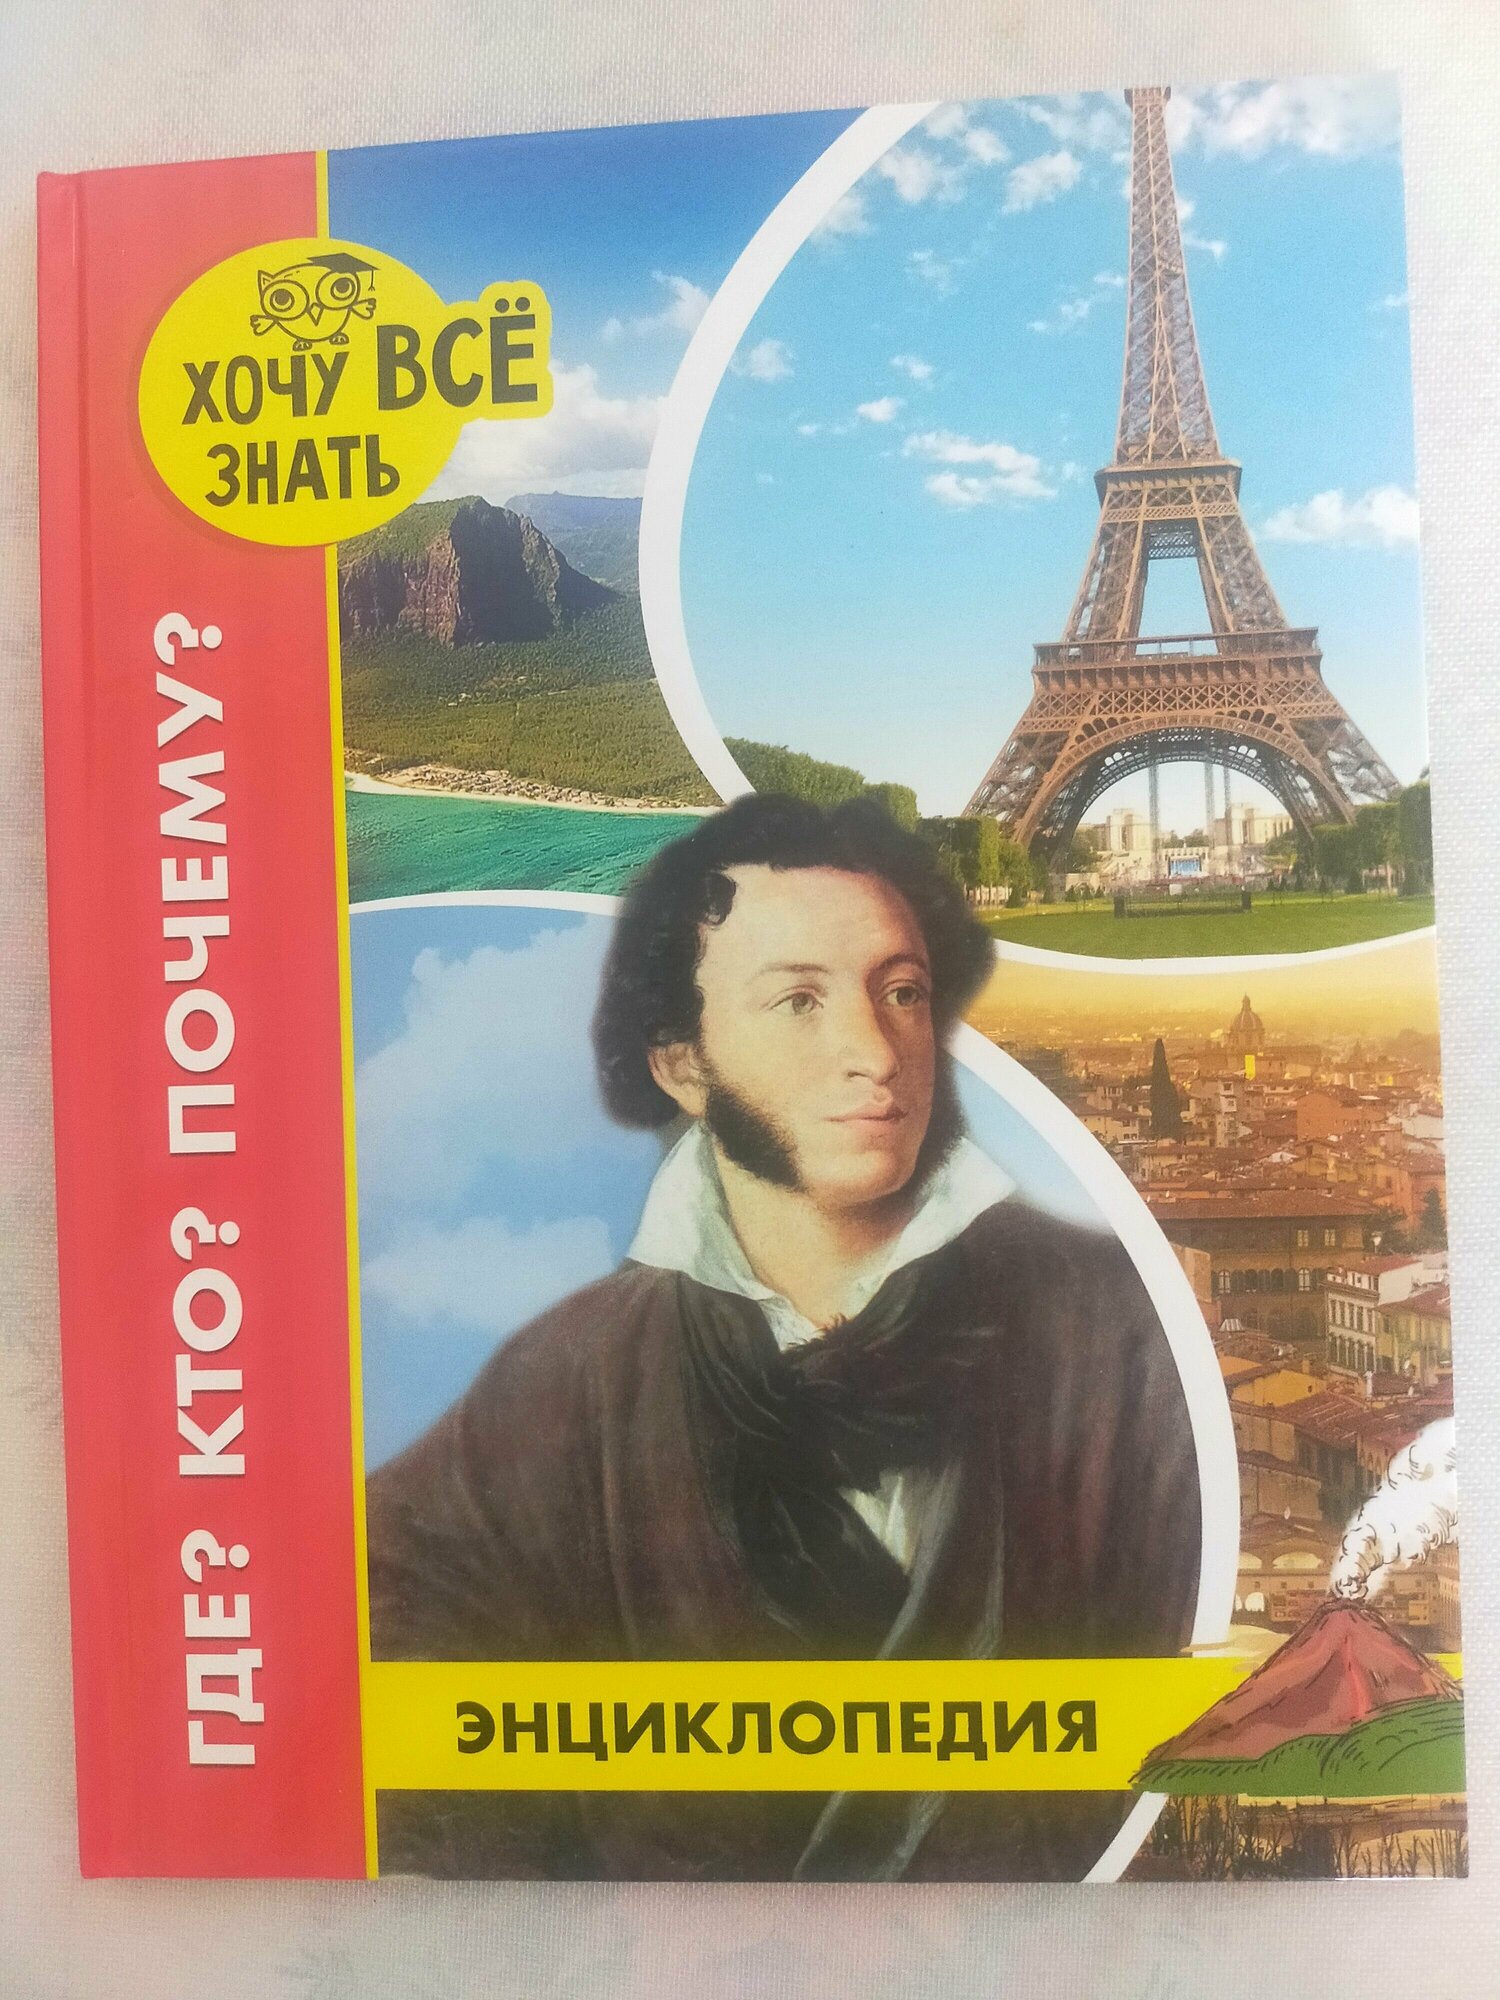 ХОЧУ ВСЁ
ЗНАТЬ
ГДЕ? КТО? ПОЧЕМУ?
ЭНЦИКЛОПЕДИЯ